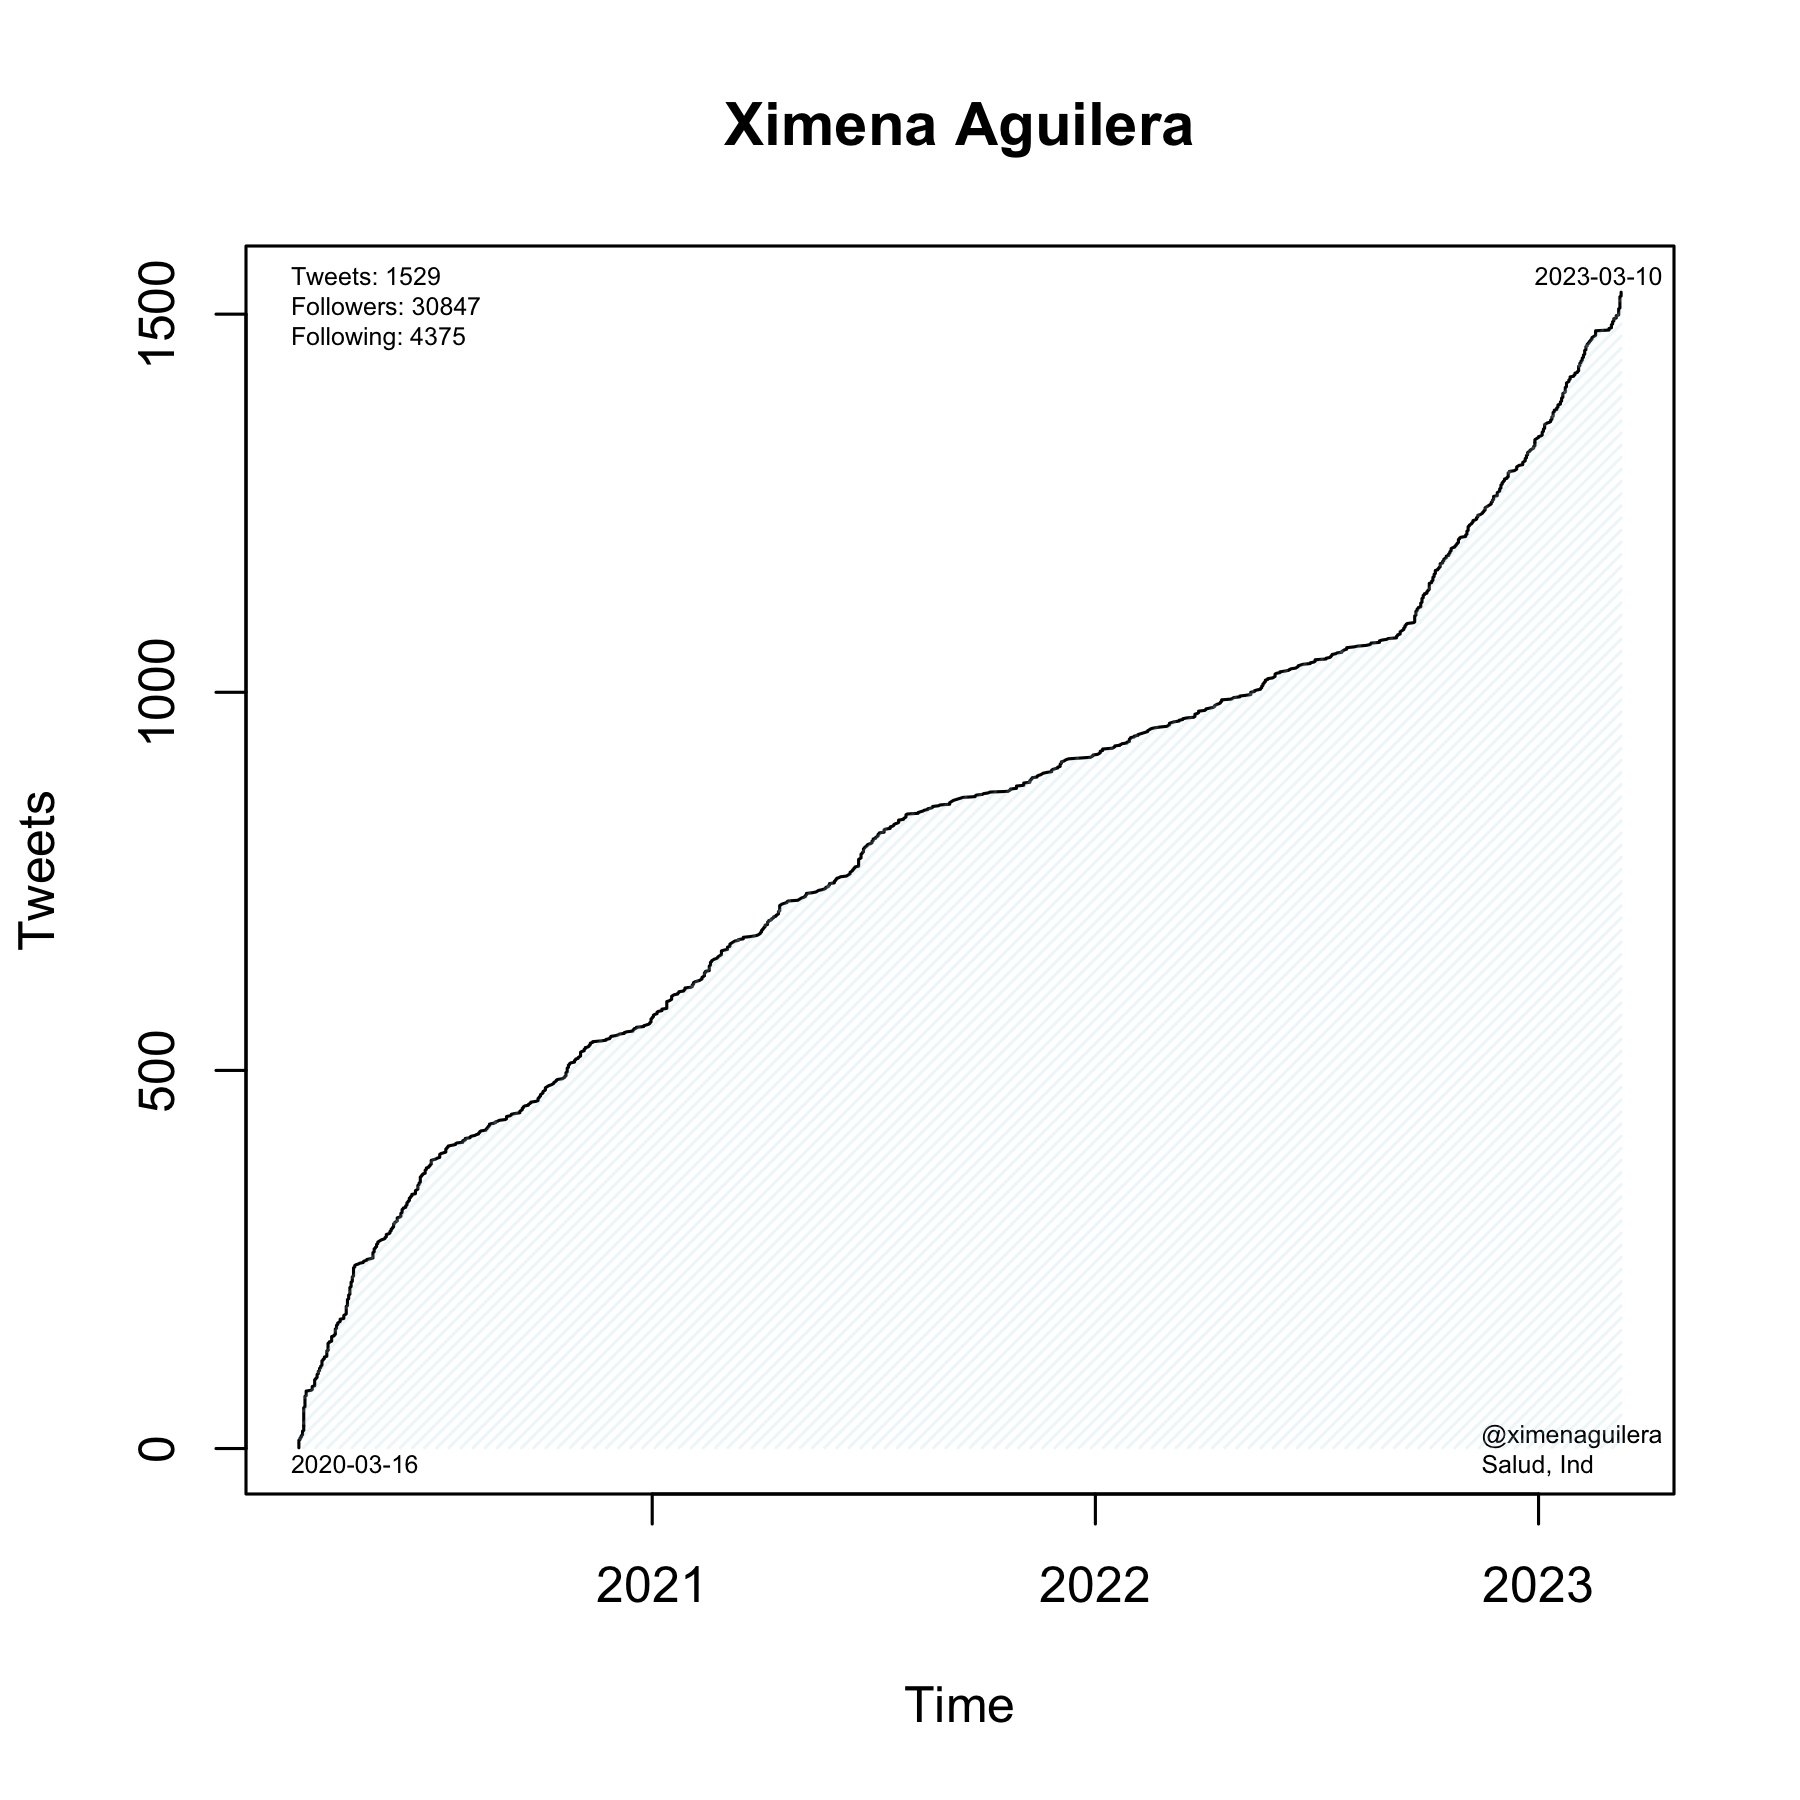 Ximena Aguilera
Tweets: 1529
Followers: 30847
Following: 4375
2023-03-10
1500
1000
500
0
Tweets
@ximenaguilera
Salud, Ind
2020-03-16
2021
2022
2023
Time